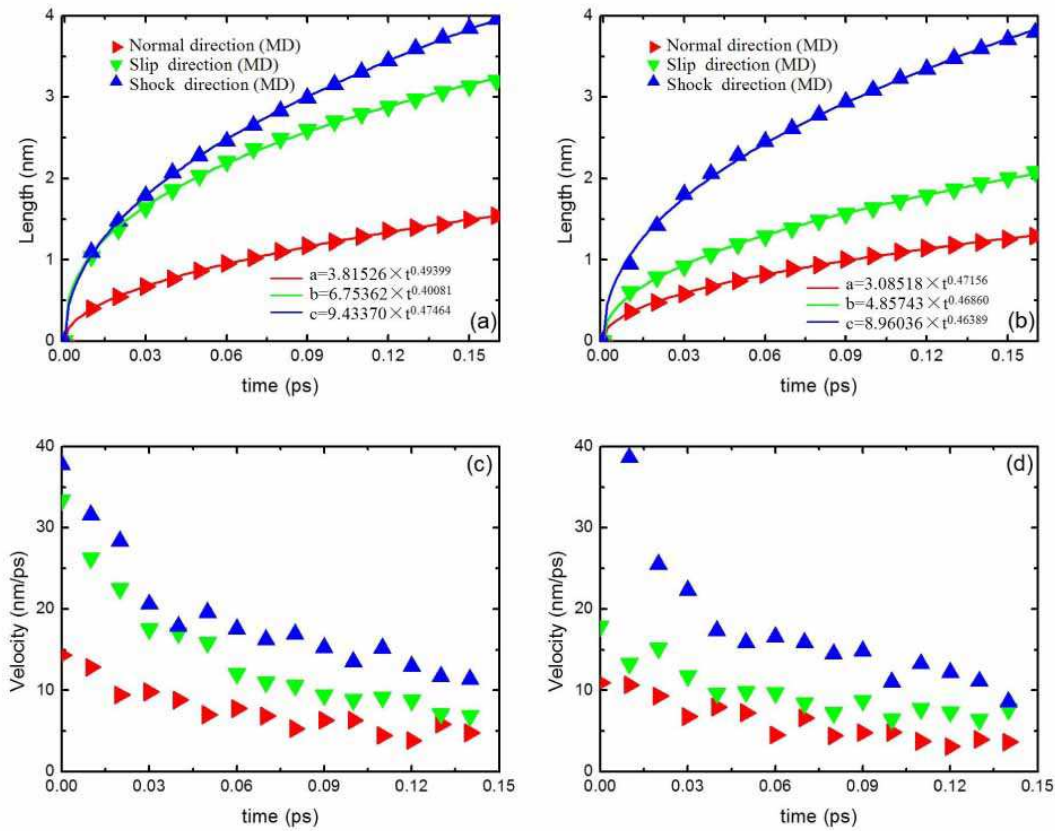 4
3
2
1
0
Length (nm)
Normal direction (MD)
Slip direction (MD)
Shock direction (MD)
a=3.81526×t^0.49399
b=6.75362×t^0.40081
c=9.43370×t^0.47464
(a)
0.00 0.03 0.06 0.09 0.12 0.15
time (ps)
4
3
2
1
0
Length (nm)
Normal direction (MD)
Slip direction (MD)
Shock direction (MD)
a=3.08518×t^0.47156
b=4.85743×t^0.46860
c=8.96036×t^0.46389
(b)
0.00 0.03 0.06 0.09 0.12 0.15
time (ps)
40
30
20
10
0
Velocity (nm/ps)
(c)
0.00 0.03 0.06 0.09 0.12 0.15
time (ps)
40
30
20
10
0
Velocity (nm/ps)
(d)
0.00 0.03 0.06 0.09 0.12 0.15
time (ps)